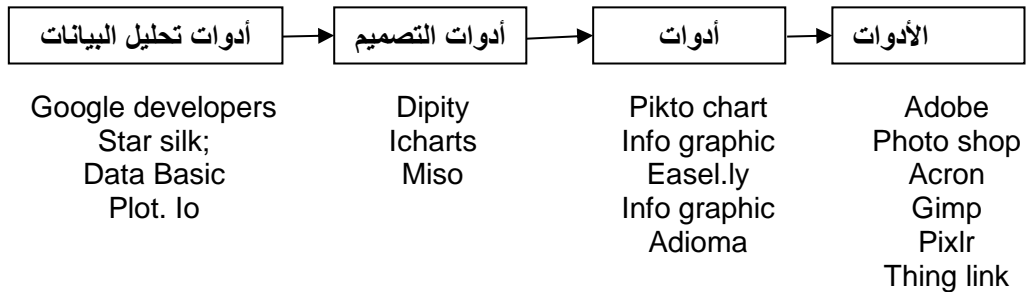 أدوات تحليل البيانات
Google developers
Star silk;
Data Basic
Plot. Io
أدوات التصميم
Dipity
Icharts
Miso
أدوات
Pikto chart
Info graphic
Easel.ly
Info graphic
Adioma
الأدوات
Adobe
Photo shop
Acron
Gimp
Pixlr
Thing link